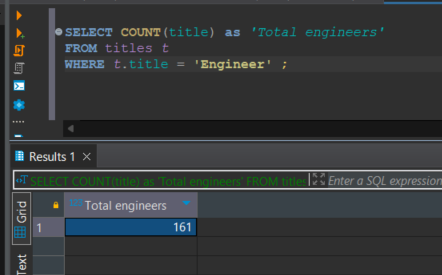 SELECT COUNT(title) as 'Total engineers'
FROM titles t
WHERE t.title = 'Engineer' ;
Results 1 ×
SELECT COUNT(title) as 'Total engineers' FROM titles Enter a SQL expression
Grid
Total engineers
1 161
Text